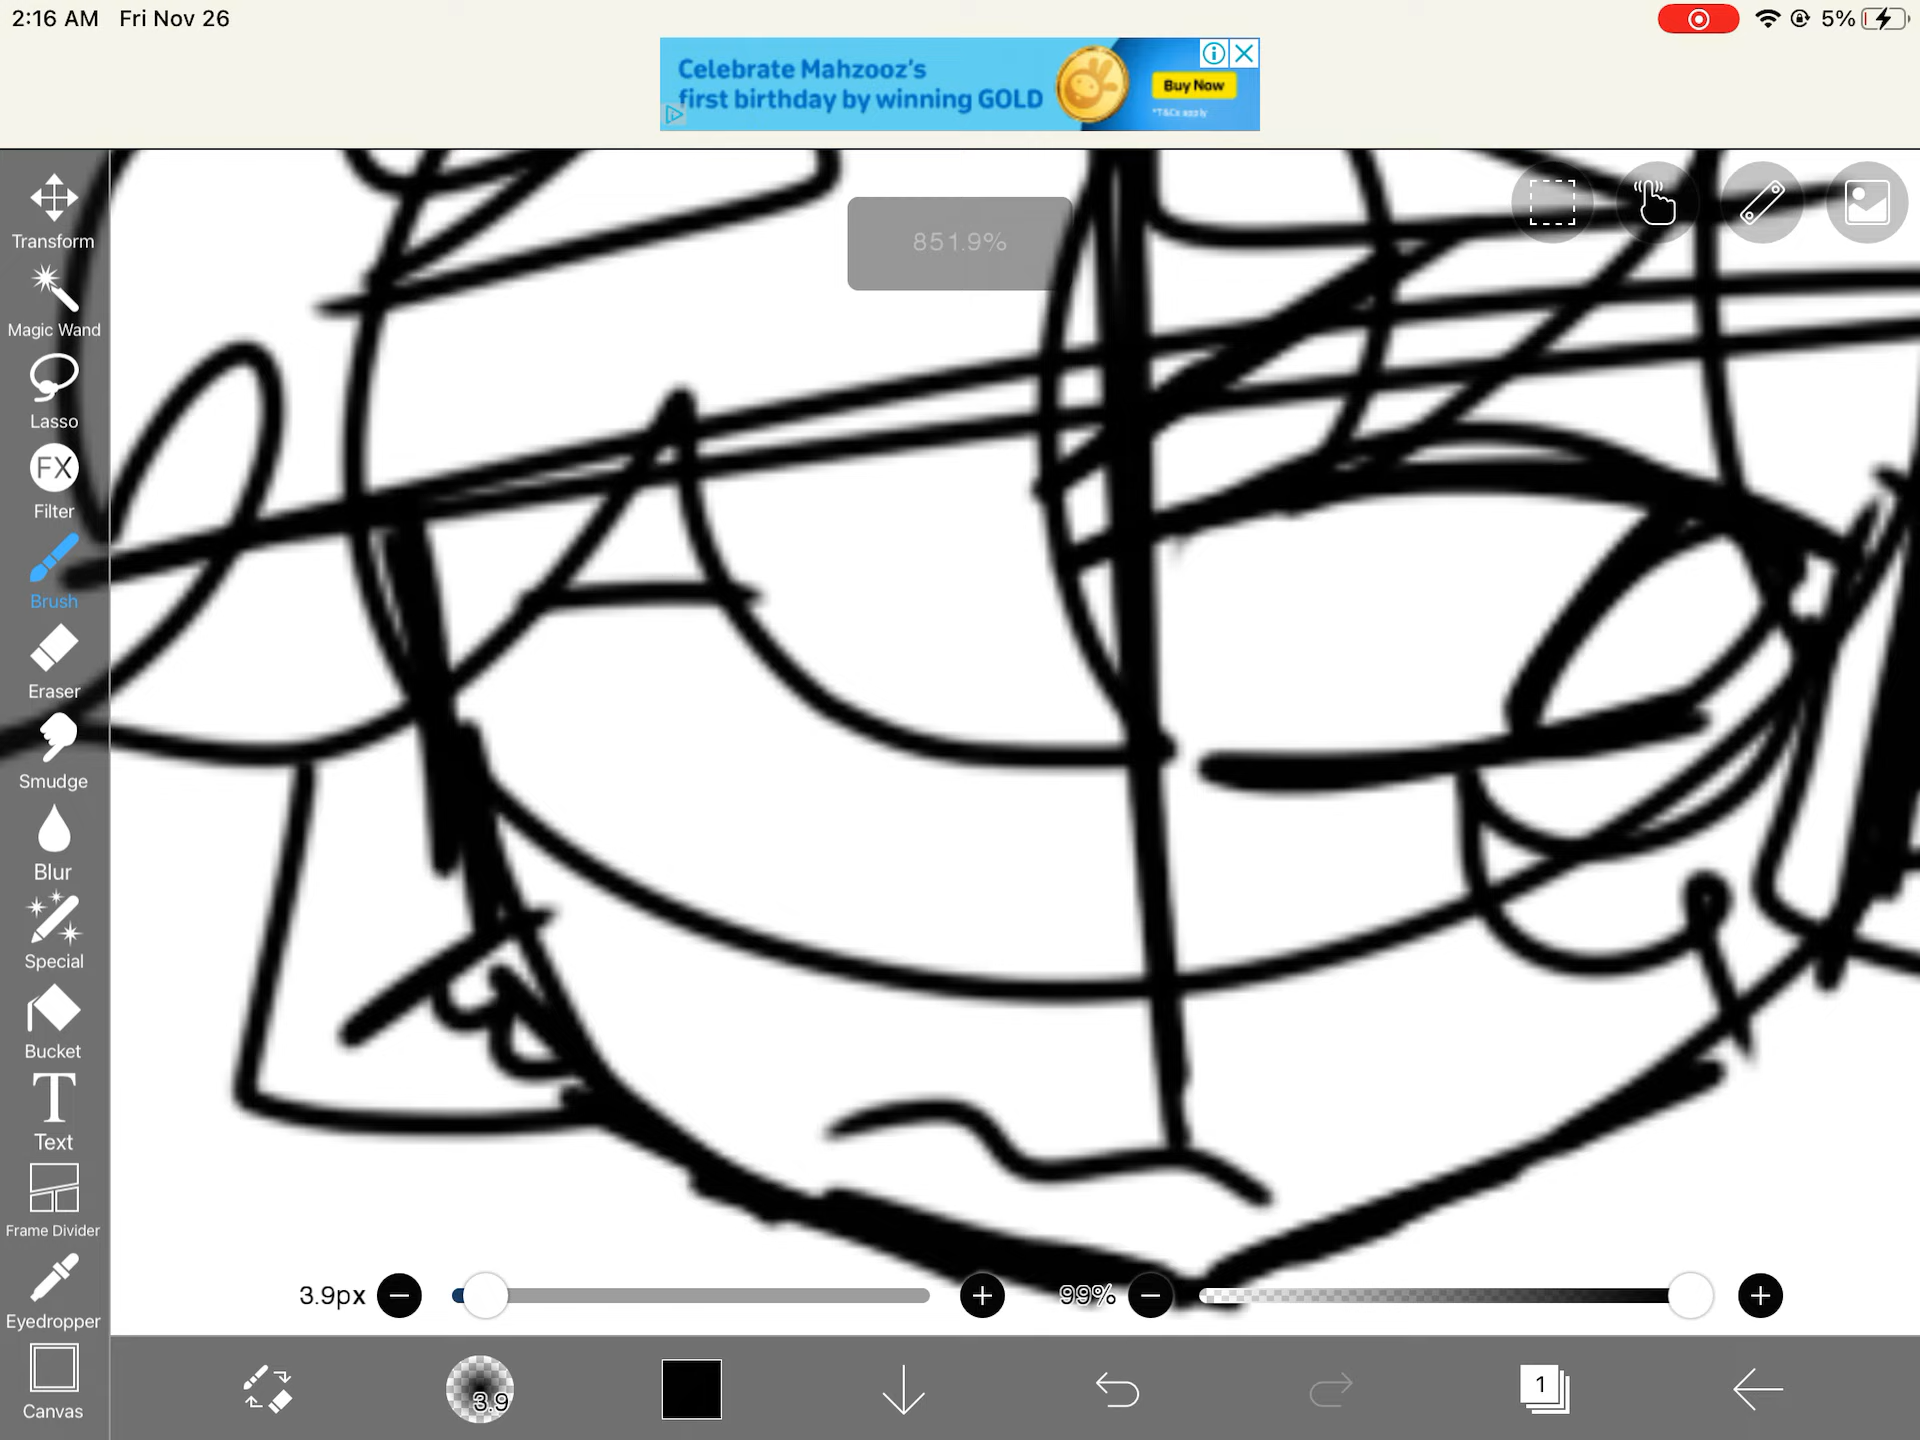 2:16 AM Fri Nov 26
5%
Celebrate Mahzooz's
first birthday by winning GOLD
Buy Now
*T&Cs apply
851.9%
Transform
Magic Wand
Lasso
FX
Filter
Brush
Eraser
Smudge
Blur
Special
Bucket
T
Text
Frame Divider
Eyedropper
Canvas
3.9px
99%
3.9
1